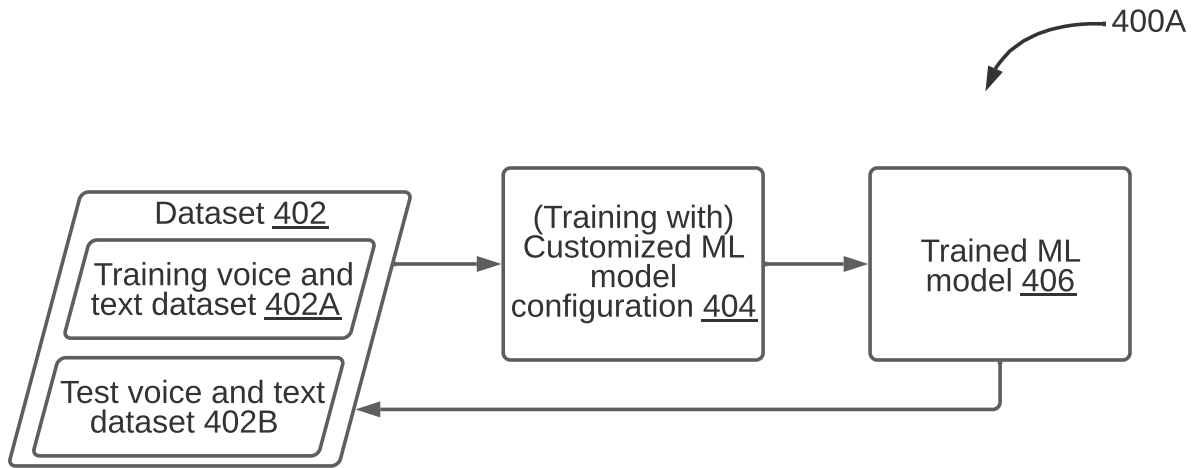 400A
Dataset 402
Training voice and
text dataset 402A
Test voice and text
dataset 402B
(Training with)
Customized ML
model
configuration 404
Trained ML
model 406